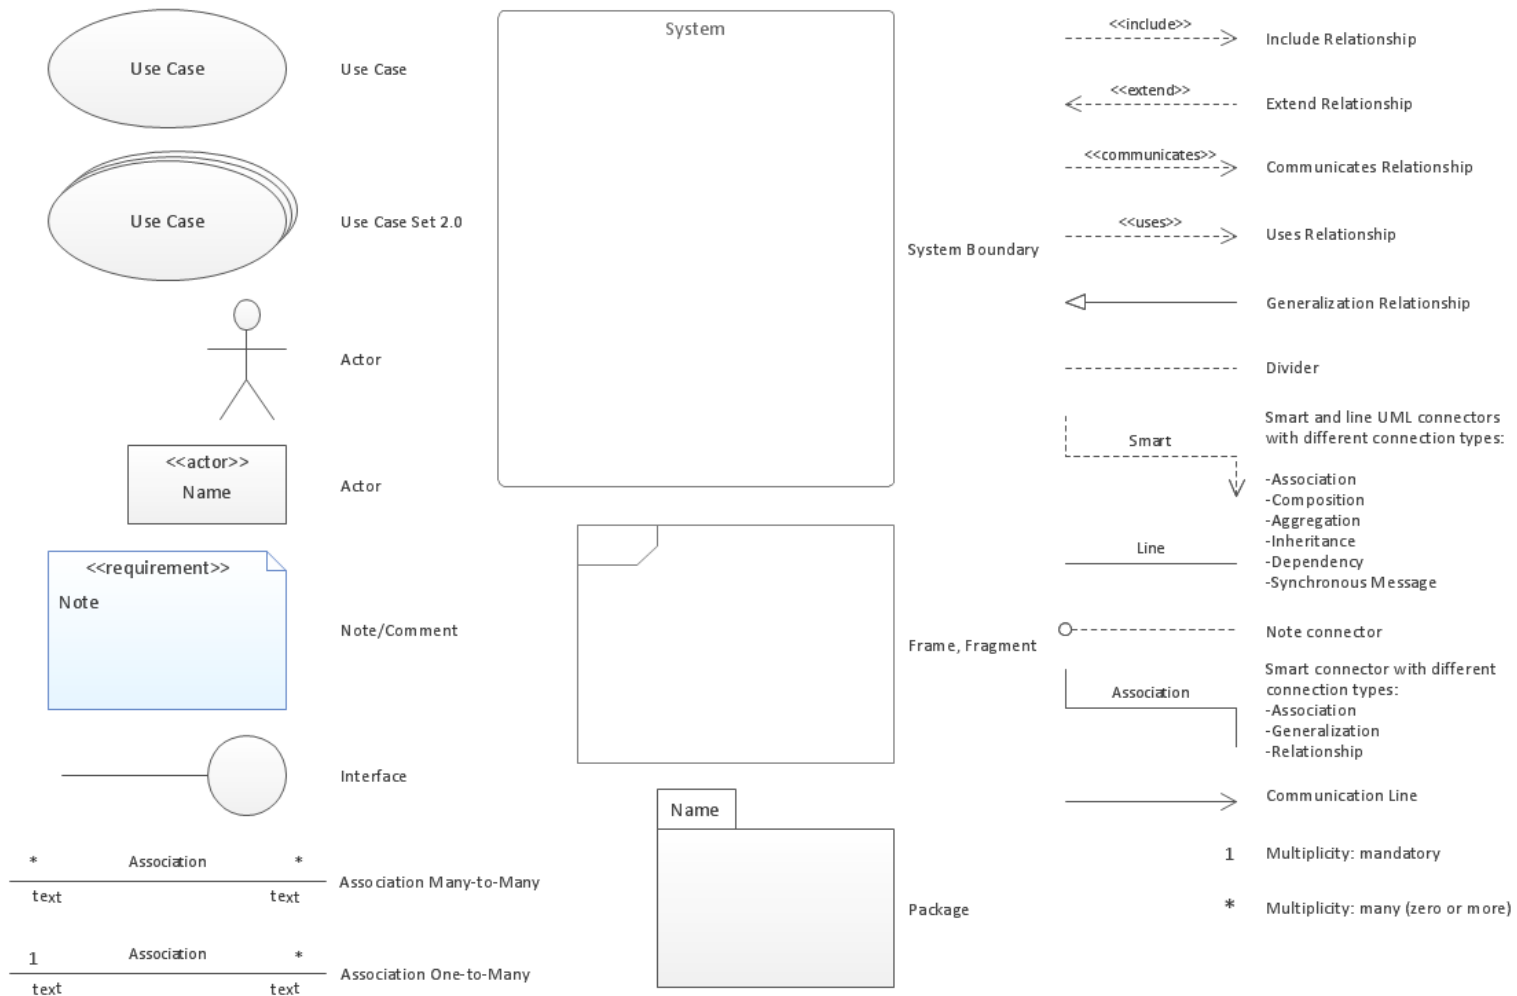 Use Case
Use Case
Use Case
Use Case Set 2.0
Actor
<<actor>>
Name
Actor
<<requirement>>
Note
Note/Comment
Interface
* Association *
text text
Association Many-to-Many
1 Association *
text text
Association One-to-Many
System
System Boundary
Frame, Fragment
Name
Package
<<include>>
Include Relationship
<<extend>>
Extend Relationship
<<communicates>>
Communicates Relationship
<<uses>>
Uses Relationship
Generalization Relationship
Divider
Smart
Smart and line UML connectors
with different connection types:
-Association
-Composition
-Aggregation
-Inheritance
-Dependency
-Synchronous Message
Line
Note connector
Association
Smart connector with different
connection types:
-Association
-Generalization
-Relationship
Communication Line
1 Multiplicity: mandatory
* Multiplicity: many (zero or more)